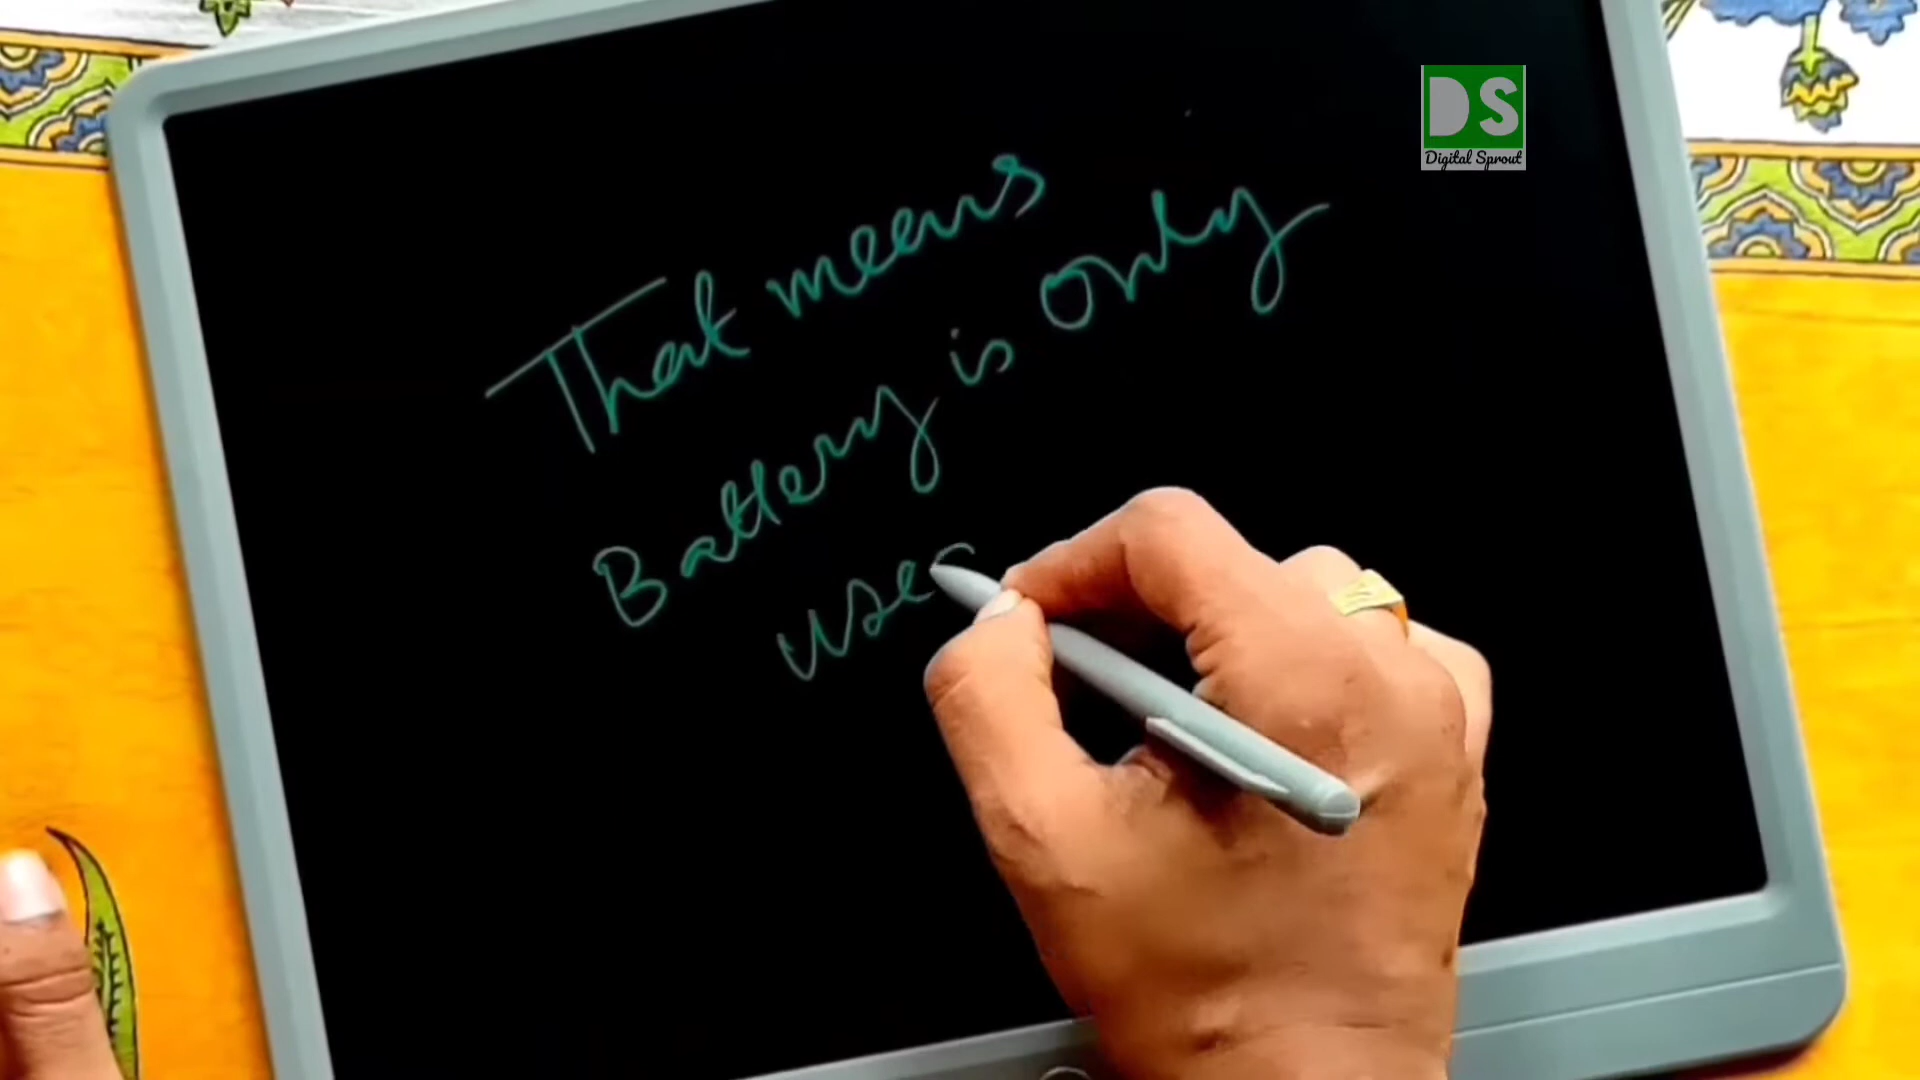 DS
Digital Sprout
That means
Battery is only
use